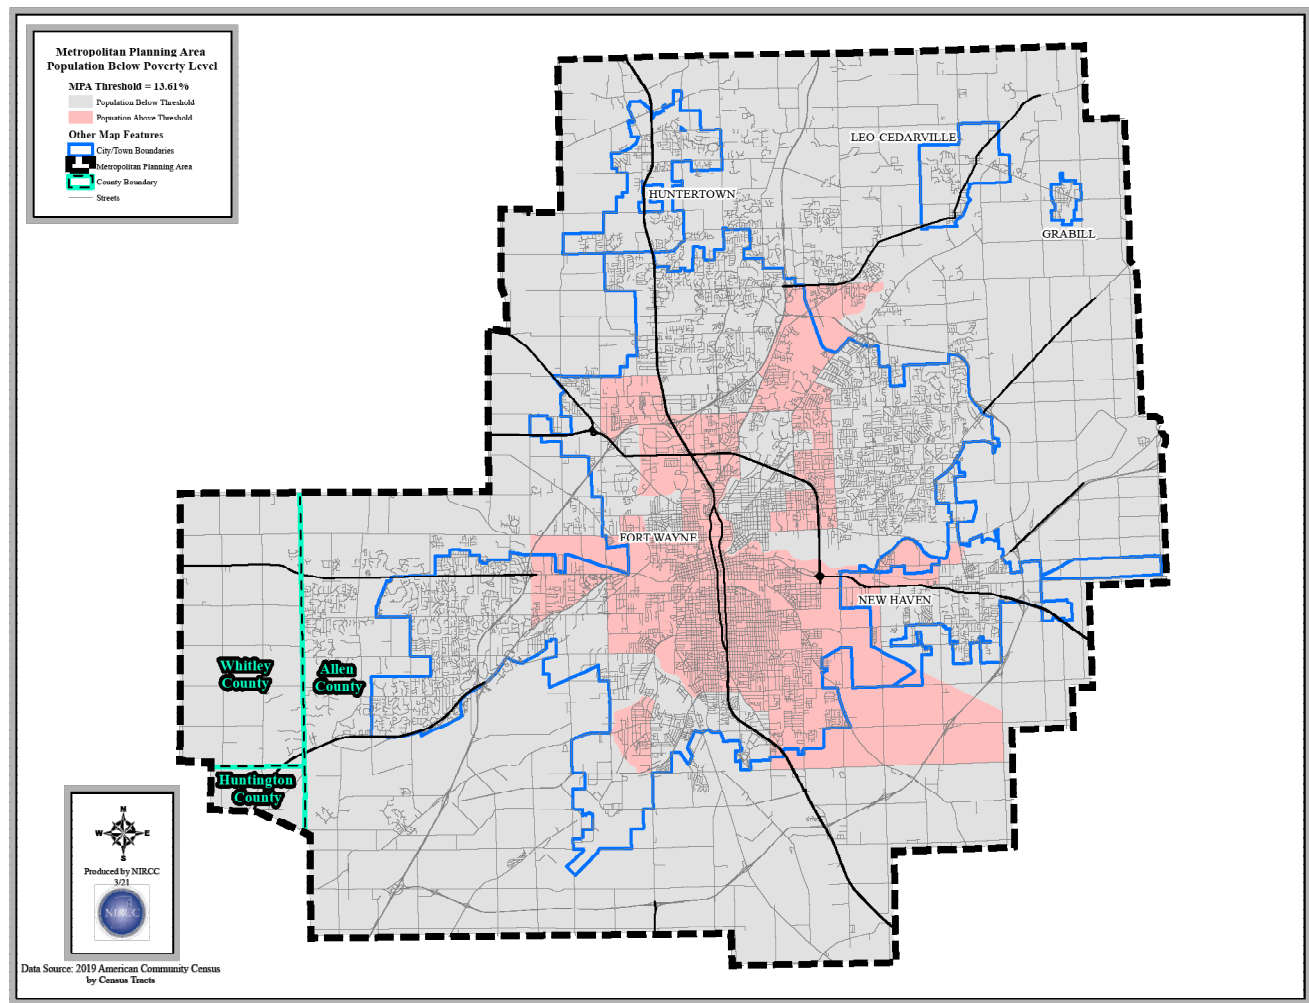 Metropolitan Planning Area
Population Below Poverty Level
MPA Threshold = 13.61%
Population Below Threshold
Popuation Above Threshold
Other Map Features
City/Town Boundaries
Metropolitan Planning Area
County Boundary
Streets
LEO-CEDARVILLE
HUNTERTOWN
GRABILL
FORT WAYNE
NEW HAVEN
Whitley
County
Allen
County
Huntington
County
N
W E
S
Produced by NIRCC
3/21
NIRCC
Data Source: 2019 American Community Census
by Census Tracts